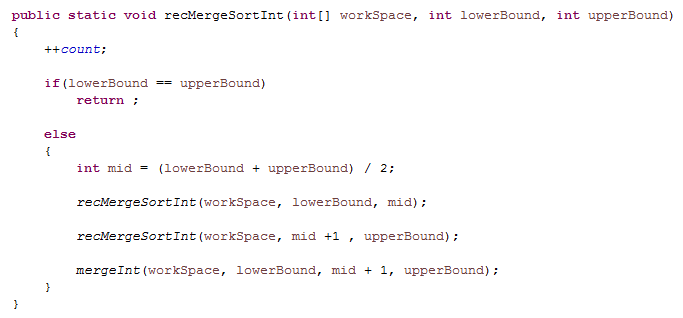 public static void recMergeSortInt(int[] workSpace, int lowerBound, int upperBound)
{
++count;
if(lowerBound == upperBound)
return ;
else
{
int mid = (lowerBound + upperBound) / 2;
recMergeSortInt(workSpace, lowerBound, mid);
recMergeSortInt(workSpace, mid +1 , upperBound);
mergeInt(workSpace, lowerBound, mid + 1, upperBound);
}
}